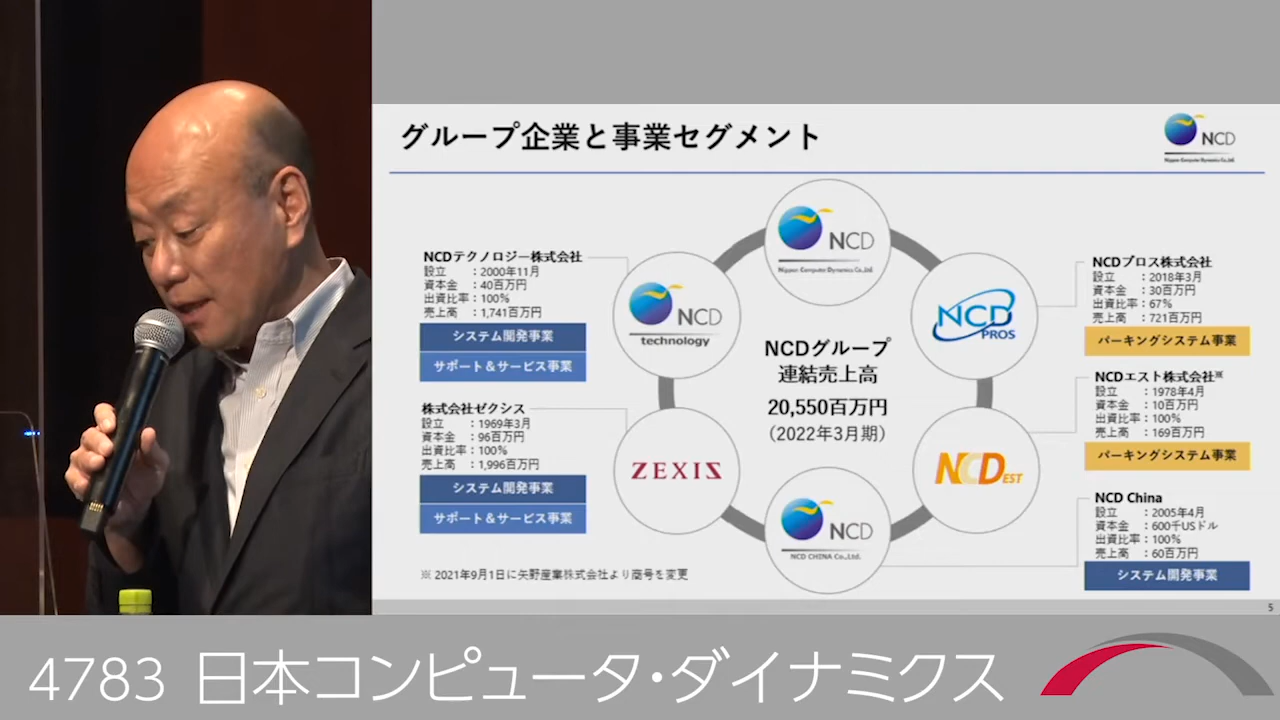 グループ企業と事業セグメント
NCD
Nippon Computer Dynamics Co.,Ltd.
NCD
Nippon Computer Dynamics Co.,Ltd.
NCDテクノロジー株式会社
設立 ：2000年11月
資本金 ：40百万円
出資比率：100%
売上高 ：1,741百万円
システム開発事業
サポート＆サービス事業
NCD
technology
株式会社ゼクシス
設立 ：1969年3月
資本金 ：96百万円
出資比率：100%
売上高 ：1,996百万円
システム開発事業
サポート＆サービス事業
ZEXIS
※ 2021年9月1日に矢野産業株式会社より商号を変更
NCDグループ
連結売上高
20,550百万円
（2022年3月期）
NCD
NCD CHINA Co.,Ltd.
NCD
PROS
NCDプロス株式会社
設立 ：2018年3月
資本金 ：30百万円
出資比率：67%
売上高 ：721百万円
パーキングシステム事業
NCD EST
NCDエスト株式会社※
設立 ：1978年4月
資本金 ：10百万円
出資比率：100%
売上高 ：169百万円
パーキングシステム事業
NCD China
設立 ：2005年4月
資本金 ：600千USドル
出資比率：100%
売上高 ：60百万円
システム開発事業
5
4783 日本コンピュータ・ダイナミクス